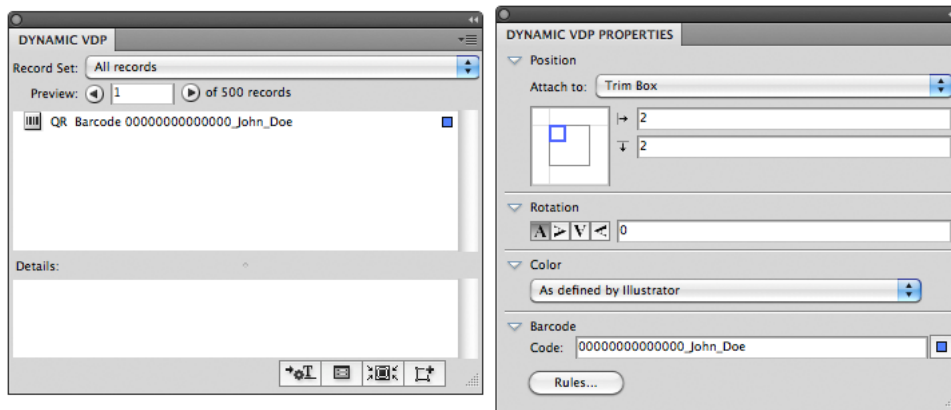 DYNAMIC VDP
Record Set: All records
Preview: 1 of 500 records
QR Barcode 00000000000000_John_Doe
Details:
DYNAMIC VDP PROPERTIES
Position
Attach to: Trim Box
2
2
Rotation
0
Color
As defined by Illustrator
Barcode
Code: 00000000000000_John_Doe
Rules...